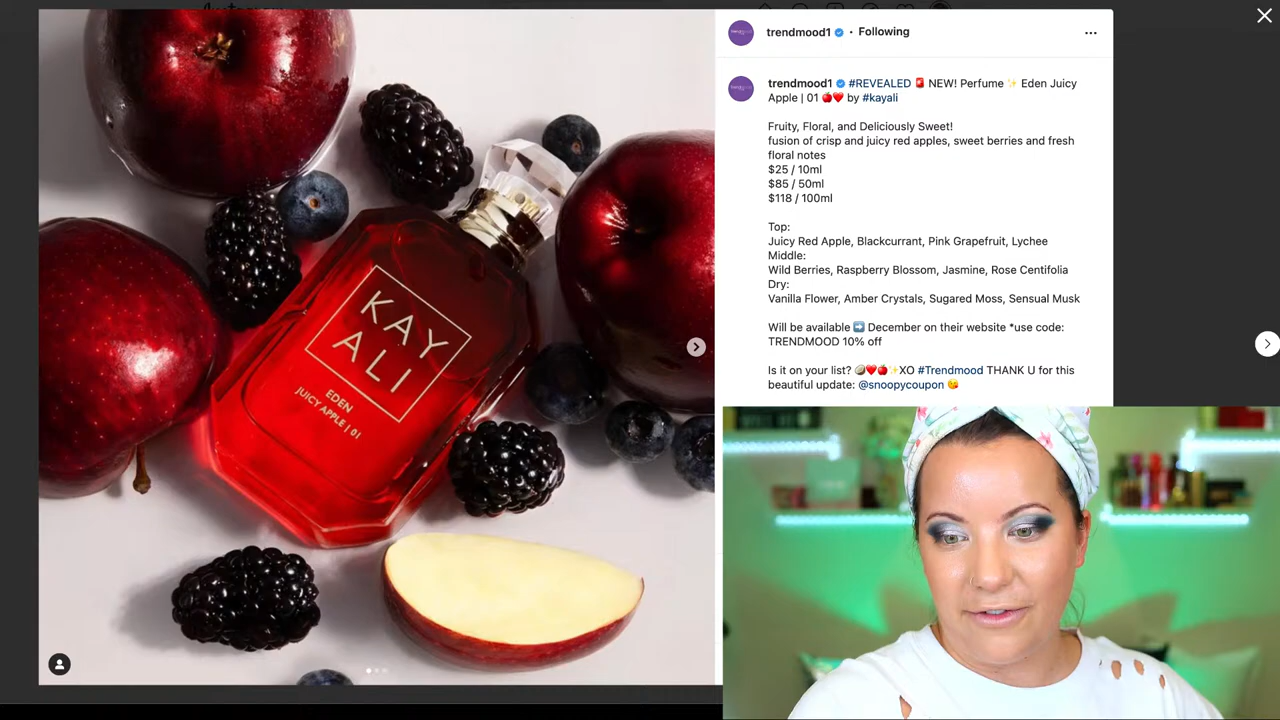 KAY
ALI
EDEN
JUICY APPLE | 01
trendmood1 • Following
trendmood1 #REVEALED 🚨 NEW! Perfume ✨ Eden Juicy
Apple | 01 🍎❤️ by #kayali
Fruity, Floral, and Deliciously Sweet!
fusion of crisp and juicy red apples, sweet berries and fresh
floral notes
$25 / 10ml
$85 / 50ml
$118 / 100ml
Top:
Juicy Red Apple, Blackcurrant, Pink Grapefruit, Lychee
Middle:
Wild Berries, Raspberry Blossom, Jasmine, Rose Centifolia
Dry:
Vanilla Flower, Amber Crystals, Sugared Moss, Sensual Musk
Will be available ➡️ December on their website *use code:
TRENDMOOD 10% off
Is it on your list? 🥥❤️🍎✨XO #Trendmood THANK U for this
beautiful update: @snoopycoupon 😘